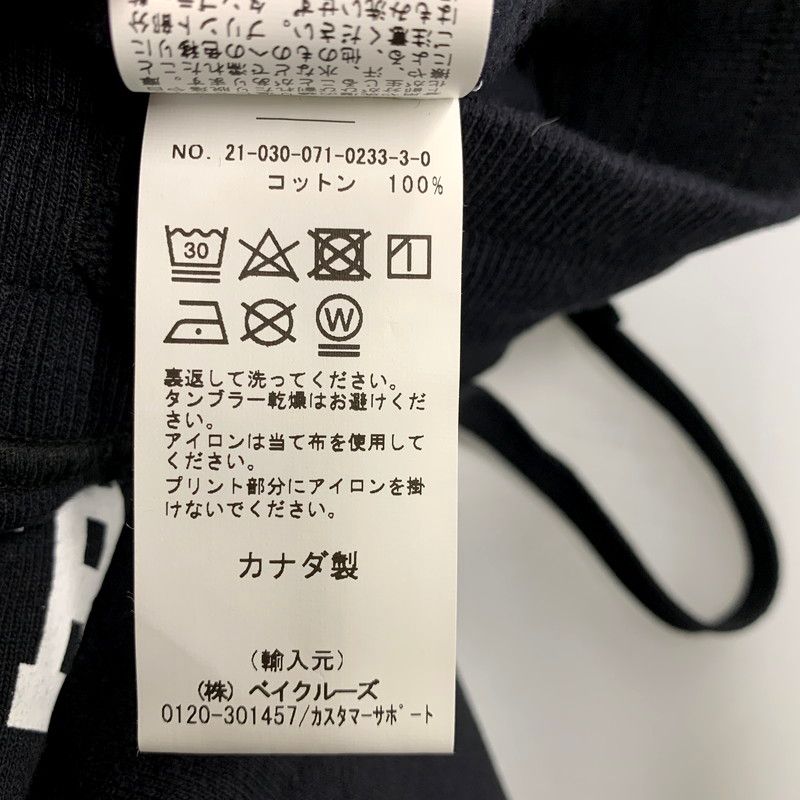 NO. 21-030-071-0233-3-0
コットン 100%
30
W
裏返して洗ってください。
タンブラー乾燥はお避けくだ
さい。
アイロンは当て布を使用して
ください。
プリント部分にアイロンを掛
けないでください。
カナダ製
(輸入元)
(株) ベイクルーズ
0120-301457/ｶｽﾀﾏｰｻﾎﾟｰﾄ